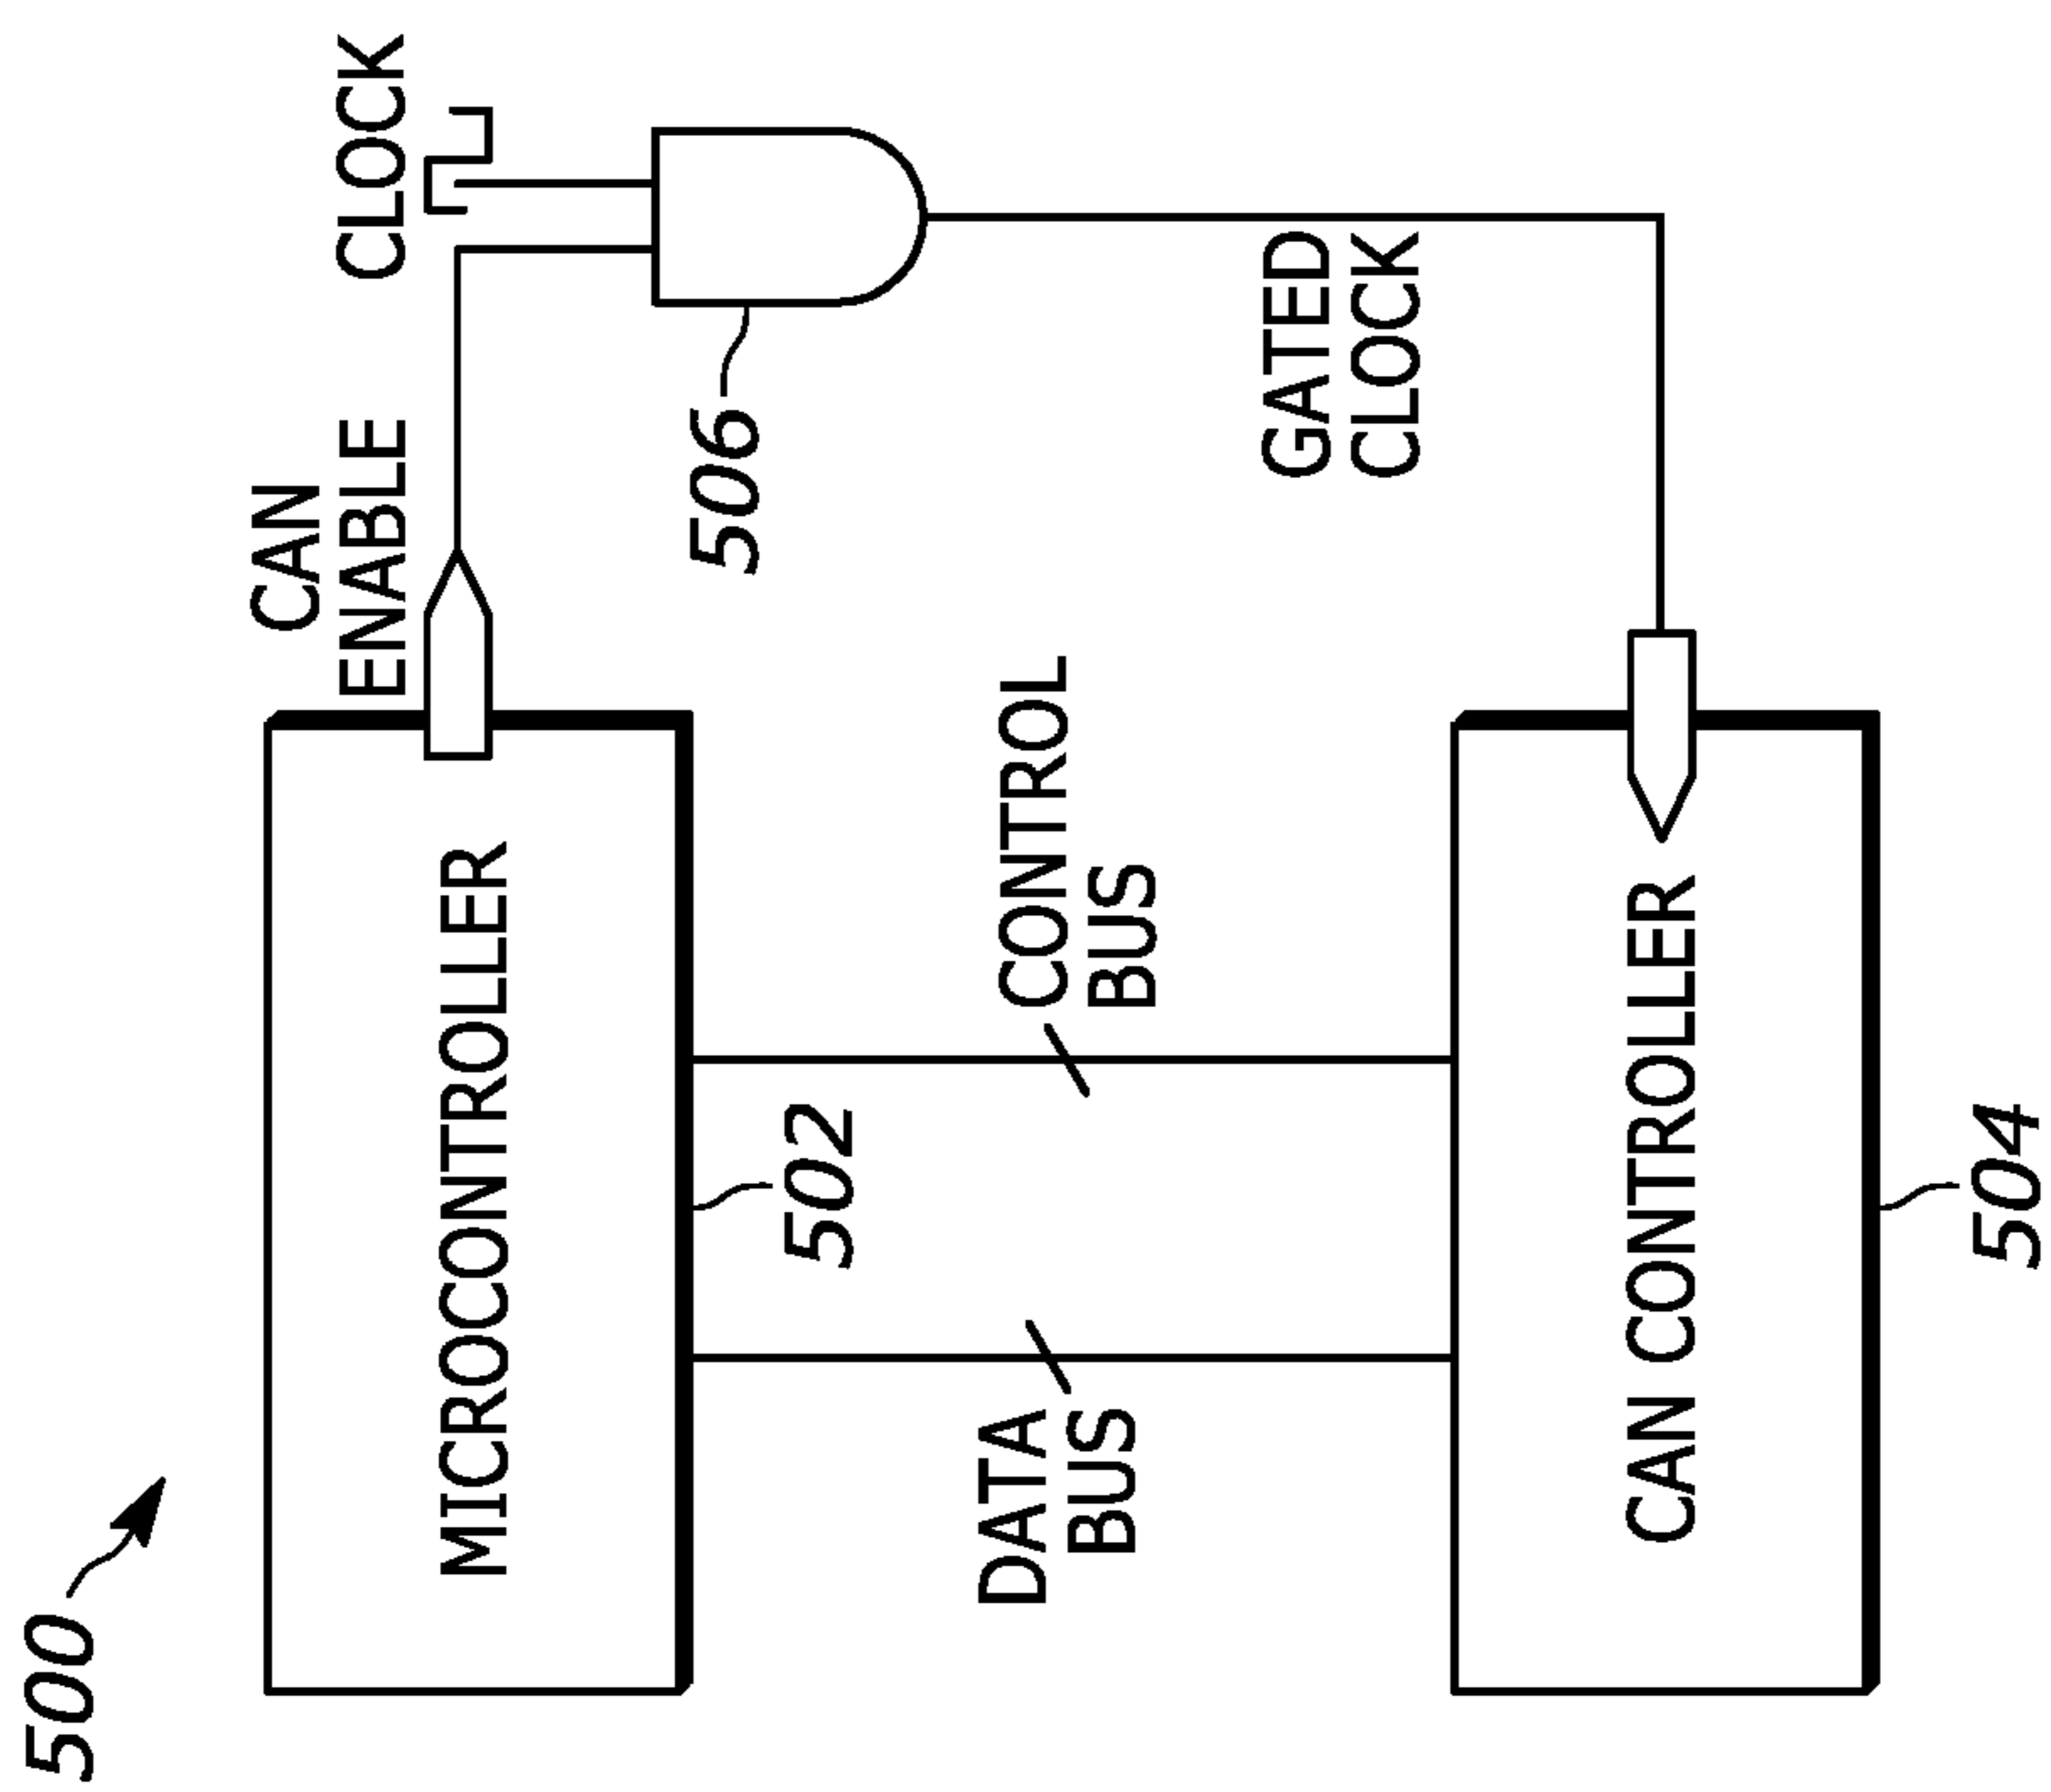 500
CAN
ENABLE
CLOCK
MICROCONTROLLER
506
502
DATA
BUS
CONTROL
BUS
GATED
CLOCK
CAN CONTROLLER
504